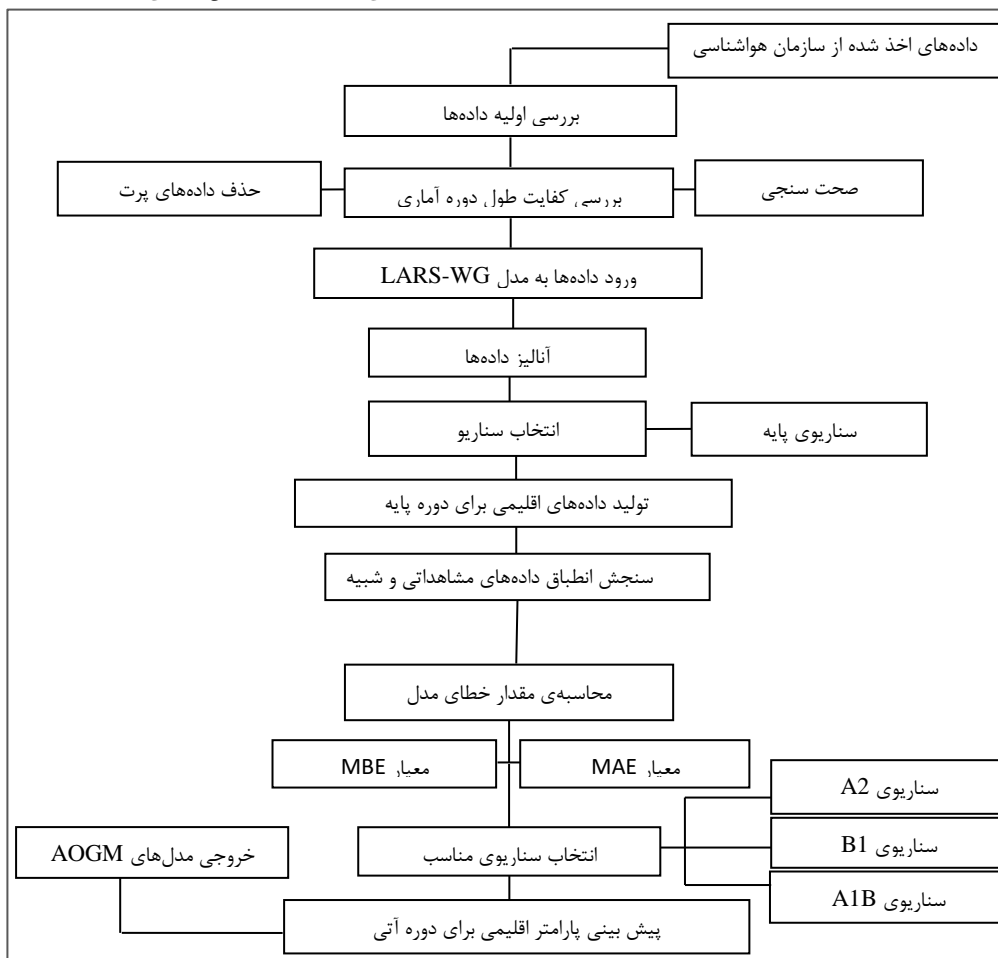 داده‌های اخذ شده از سازمان هواشناسی
بررسی اولیه داده‌ها
صحت سنجی
بررسی کفایت طول دوره آماری
حذف داده‌های پرت
ورود داده‌ها به مدل LARS-WG
آنالیز داده‌ها
انتخاب سناریو
سناریوی پایه
تولید داده‌های اقلیمی برای دوره پایه
سنجش انطباق داده‌های مشاهداتی و شبیه
محاسبه‌ی مقدار خطای مدل
معیار MAE
معیار MBE
سناریوی A2
سناریوی B1
سناریوی A1B
انتخاب سناریوی مناسب
خروجی مدل‌های AOGM
پیش بینی پارامتر اقلیمی برای دوره آتی